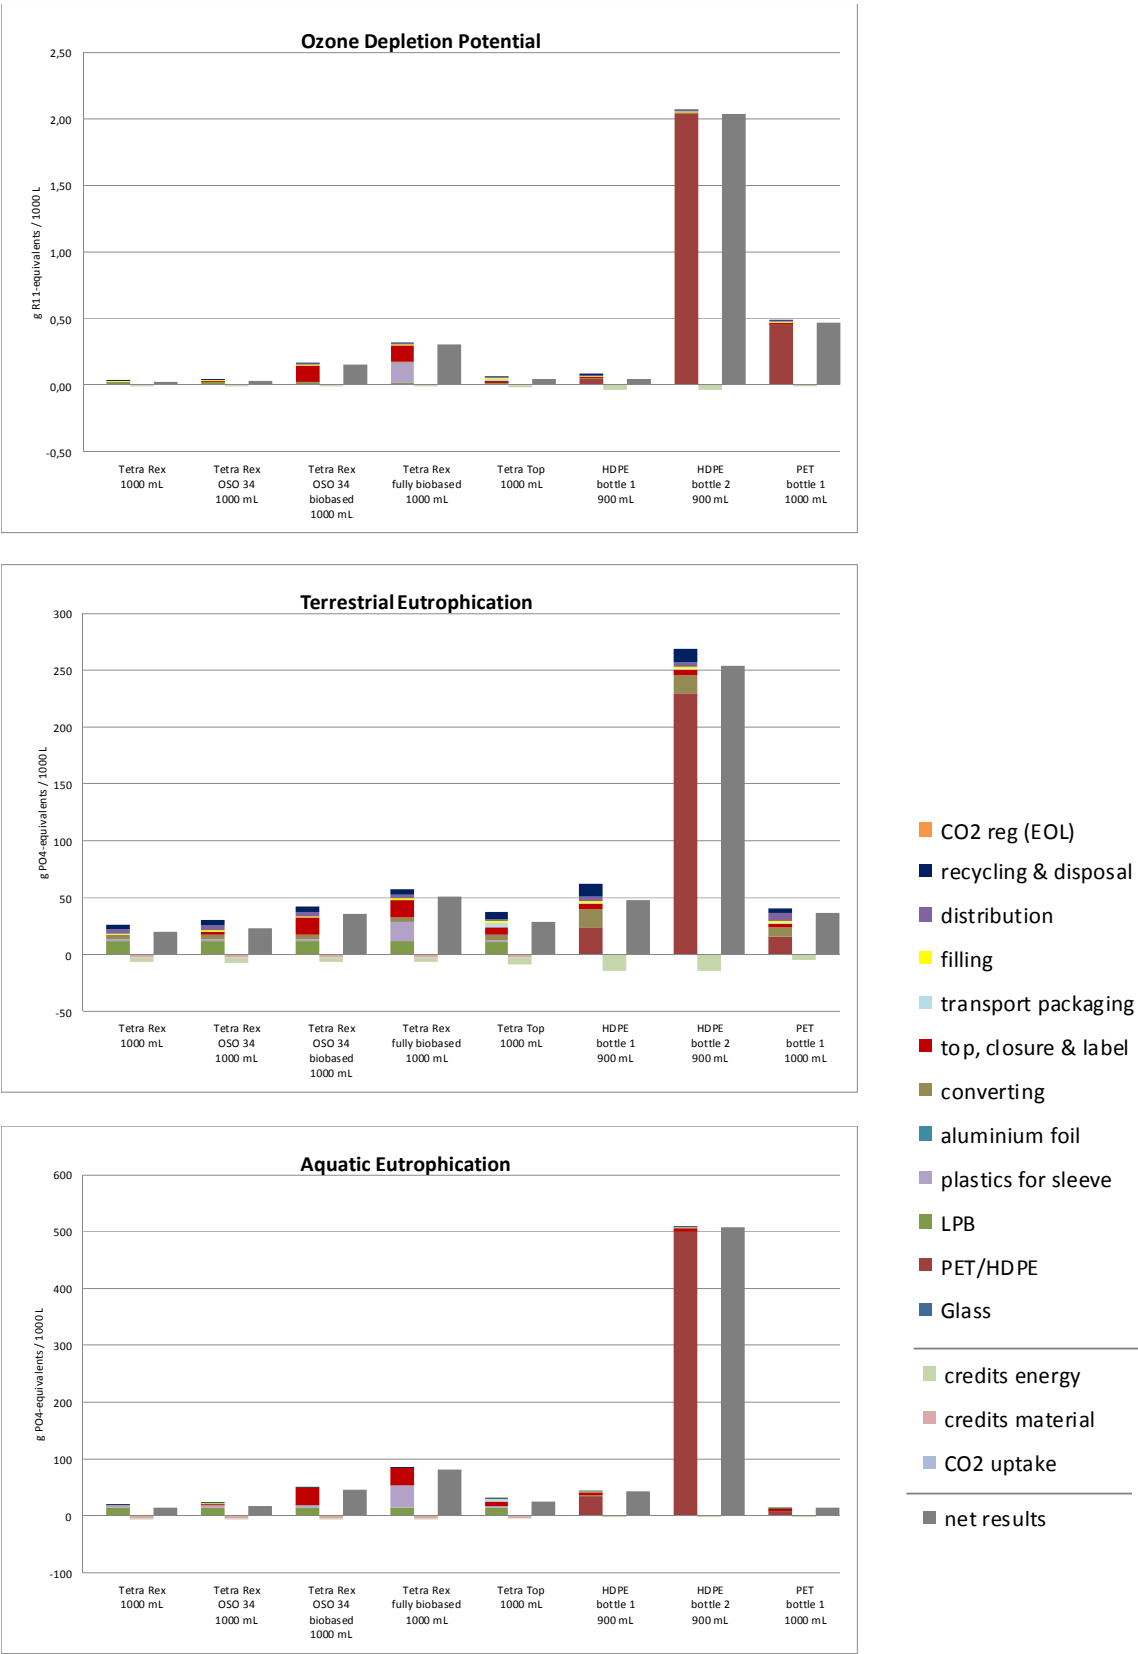 Ozone Depletion Potential
g R11-equivalents / 1000 L
2,50
2,00
1,50
1,00
0,50
0,00
-0,50
Tetra Rex
1000 mL
Tetra Rex
OSO 34
1000 mL
Tetra Rex
OSO 34
biobased
1000 mL
Tetra Rex
fully biobased
1000 mL
Tetra Top
1000 mL
HDPE
bottle 1
900 mL
HDPE
bottle 2
900 mL
PET
bottle 1
1000 mL
Terrestrial Eutrophication
g PO4-equivalents / 1000 L
300
250
200
150
100
50
0
-50
Tetra Rex
1000 mL
Tetra Rex
OSO 34
1000 mL
Tetra Rex
OSO 34
biobased
1000 mL
Tetra Rex
fully biobased
1000 mL
Tetra Top
1000 mL
HDPE
bottle 1
900 mL
HDPE
bottle 2
900 mL
PET
bottle 1
1000 mL
Aquatic Eutrophication
g PO4-equivalents / 1000 L
600
500
400
300
200
100
0
-100
Tetra Rex
1000 mL
Tetra Rex
OSO 34
1000 mL
Tetra Rex
OSO 34
biobased
1000 mL
Tetra Rex
fully biobased
1000 mL
Tetra Top
1000 mL
HDPE
bottle 1
900 mL
HDPE
bottle 2
900 mL
PET
bottle 1
1000 mL
CO2 reg (EOL)
recycling & disposal
distribution
filling
transport packaging
top, closure & label
converting
aluminium foil
plastics for sleeve
LPB
PET/HDPE
Glass
credits energy
credits material
CO2 uptake
net results